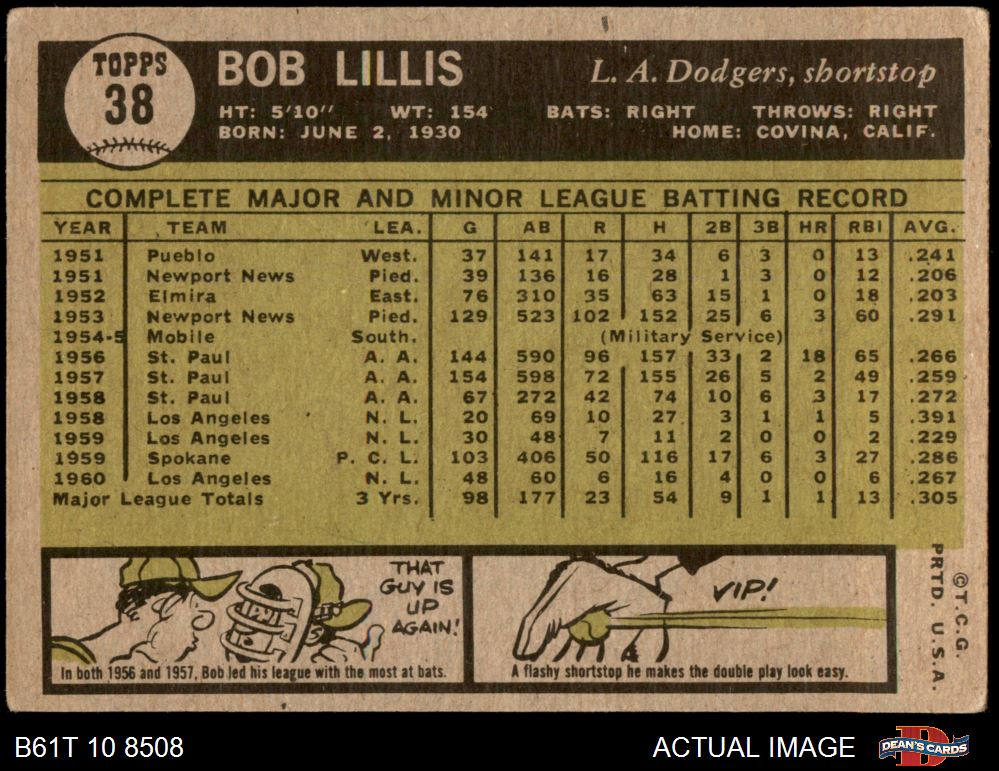 TOPPS
38
BOB LILLIS
L. A. Dodgers, shortstop
HT: 5'10" WT: 154 BATS: RIGHT THROWS: RIGHT
BORN: JUNE 2, 1930 HOME: COVINA, CALIF.
COMPLETE MAJOR AND MINOR LEAGUE BATTING RECORD
YEAR TEAM LEA. G AB R H 2B 3B HR RBI AVG.
1951 Pueblo West. 37 141 17 34 6 3 0 13 .241
1951 Newport News Pied. 39 136 16 28 1 3 0 12 .206
1952 Elmira East. 76 310 35 63 15 1 0 18 .203
1953 Newport News Pied. 129 523 102 152 25 6 3 60 .291
1954-5 Mobile South. (Military Service)
1956 St. Paul A. A. 144 590 96 157 33 2 18 65 .266
1957 St. Paul A. A. 154 598 72 155 26 5 2 49 .259
1958 St. Paul A. A. 67 272 42 74 10 6 3 17 .272
1958 Los Angeles N. L. 20 69 10 27 3 1 1 5 .391
1959 Los Angeles N. L. 30 48 7 11 2 0 0 2 .229
1959 Spokane P. C. L. 103 406 50 116 17 6 3 27 .286
1960 Los Angeles N. L. 48 60 6 16 4 0 0 6 .267
Major League Totals 3 Yrs. 98 177 23 54 9 1 1 13 .305
THAT
GUY IS
UP
AGAIN!
In both 1956 and 1957, Bob led his league with the most at bats.
VIP!
A flashy shortstop he makes the double play look easy.
©T.C.G.
PRTD. U.S.A.
B61T 10 8508
ACTUAL IMAGE
DEAN'S CARDS